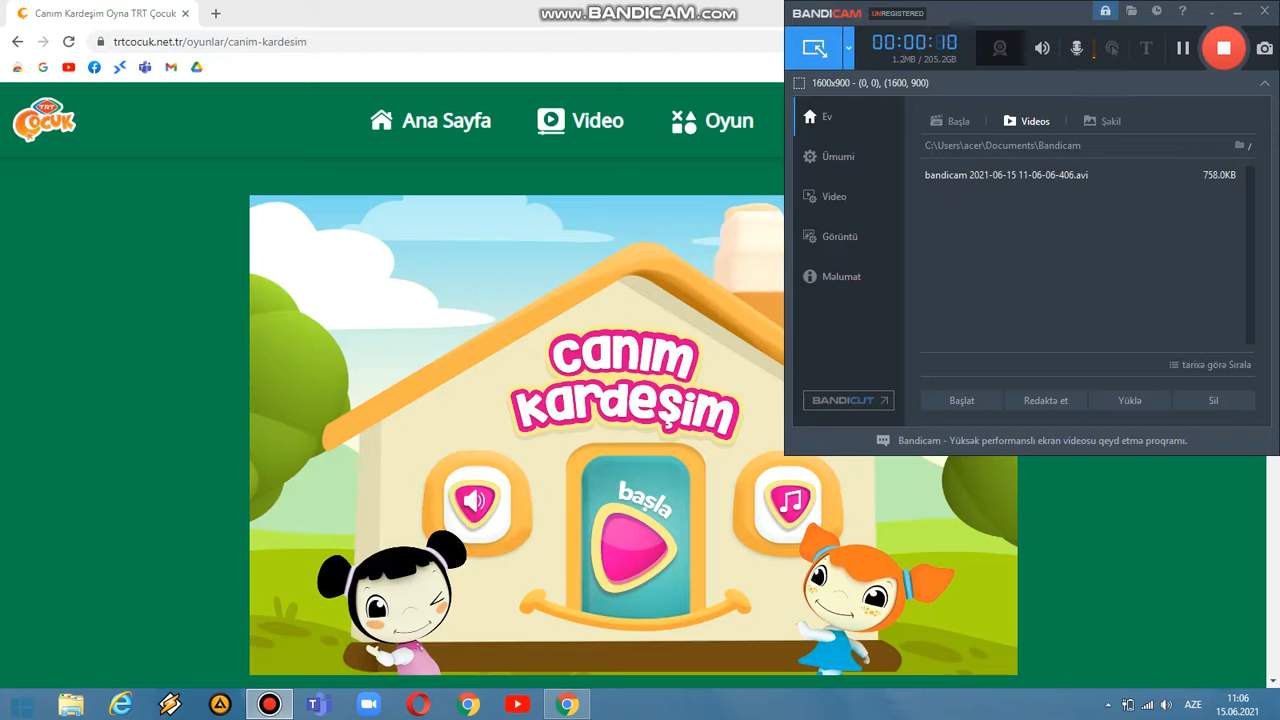 Canım Kardeşim Oyna TRT Çocuk
trtcocuk.net.tr/oyunlar/canim-kardesim
www.BANDICAM.com
TRT
ÇOCUK
Ana Sayfa
Video
Oyun
canım
kardeşim
başla
BANDICAM UNREGISTERED
00:00:10
1.2MB / 205.2GB
1600x900 - (0, 0), (1600, 900)
Ev
Ümumi
Video
Görüntü
Məlumat
BANDICUT
Başla
Videos
Şəkil
C:\Users\acer\Documents\Bandicam
bandicam 2021-06-15 11-06-06-406.avi 758.0KB
tarixə görə Sırala
Başlat Redaktə et Yüklə Sil
Bandicam - Yüksək performanslı ekran videosu qeyd etmə proqramı.
AZE
11:06
15.06.2021